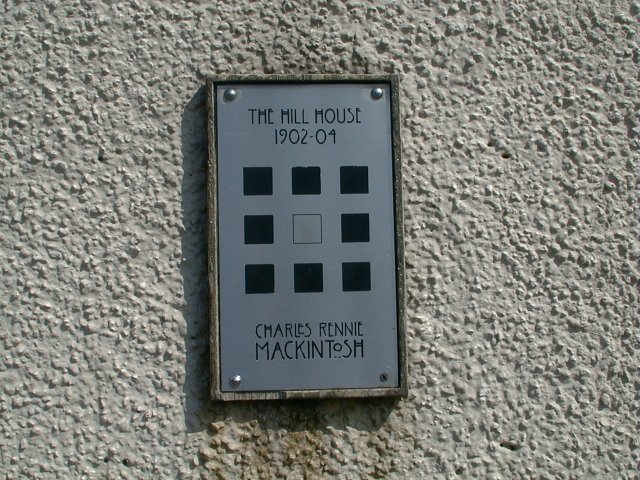 THE HILL HOUSE
1902-04
CHARLES RENNIE
MACKINTOSH